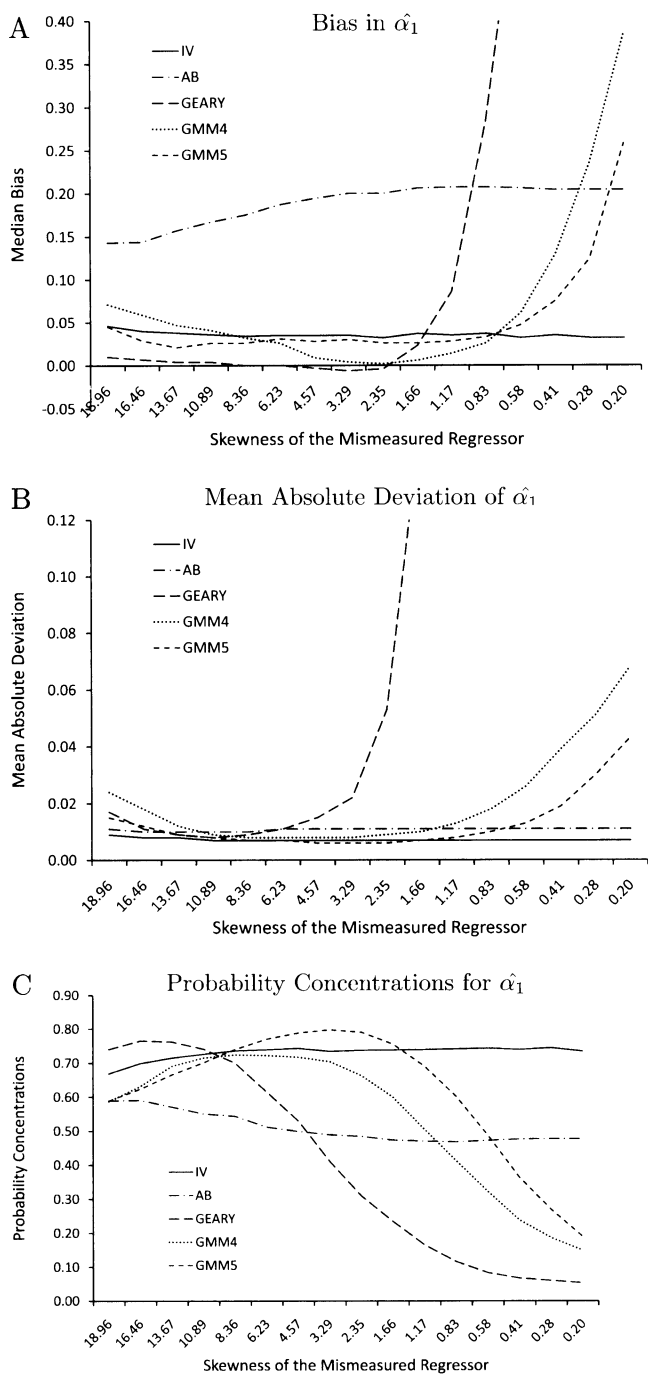 A
Bias in α̂₁
0.40
0.35
0.30
0.25
0.20
0.15
0.10
0.05
0.00
-0.05
Median Bias
IV
AB
GEARY
GMM4
GMM5
18.96 16.46 13.67 10.89 8.36 6.23 4.57 3.29 2.35 1.66 1.17 0.83 0.58 0.41 0.28 0.20
Skewness of the Mismeasured Regressor
B
Mean Absolute Deviation of α̂₁
0.12
0.10
0.08
0.06
0.04
0.02
0.00
Mean Absolute Deviation
IV
AB
GEARY
GMM4
GMM5
18.96 16.46 13.67 10.89 8.36 6.23 4.57 3.29 2.35 1.66 1.17 0.83 0.58 0.41 0.28 0.20
Skewness of the Mismeasured Regressor
C
Probability Concentrations for α̂₁
0.90
0.80
0.70
0.60
0.50
0.40
0.30
0.20
0.10
0.00
Probability Concentrations
IV
AB
GEARY
GMM4
GMM5
18.96 16.46 13.67 10.89 8.36 6.23 4.57 3.29 2.35 1.66 1.17 0.83 0.58 0.41 0.28 0.20
Skewness of the Mismeasured Regressor